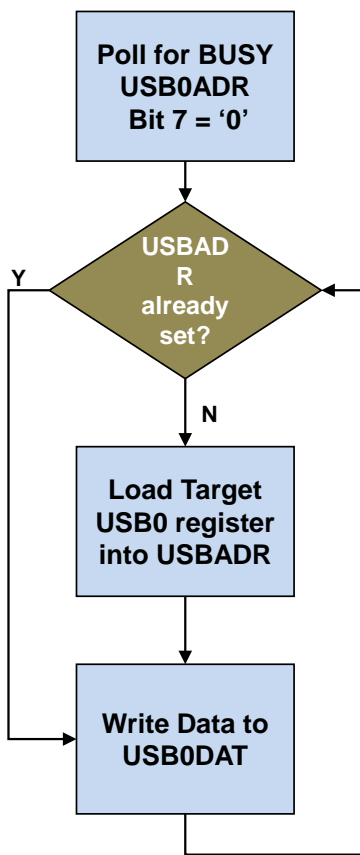 Poll for BUSY
USB0ADR
Bit 7 = ‘0’
USBAD
R
already
set?
Y
N
Load Target
USB0 register
into USBADR
Write Data to
USB0DAT